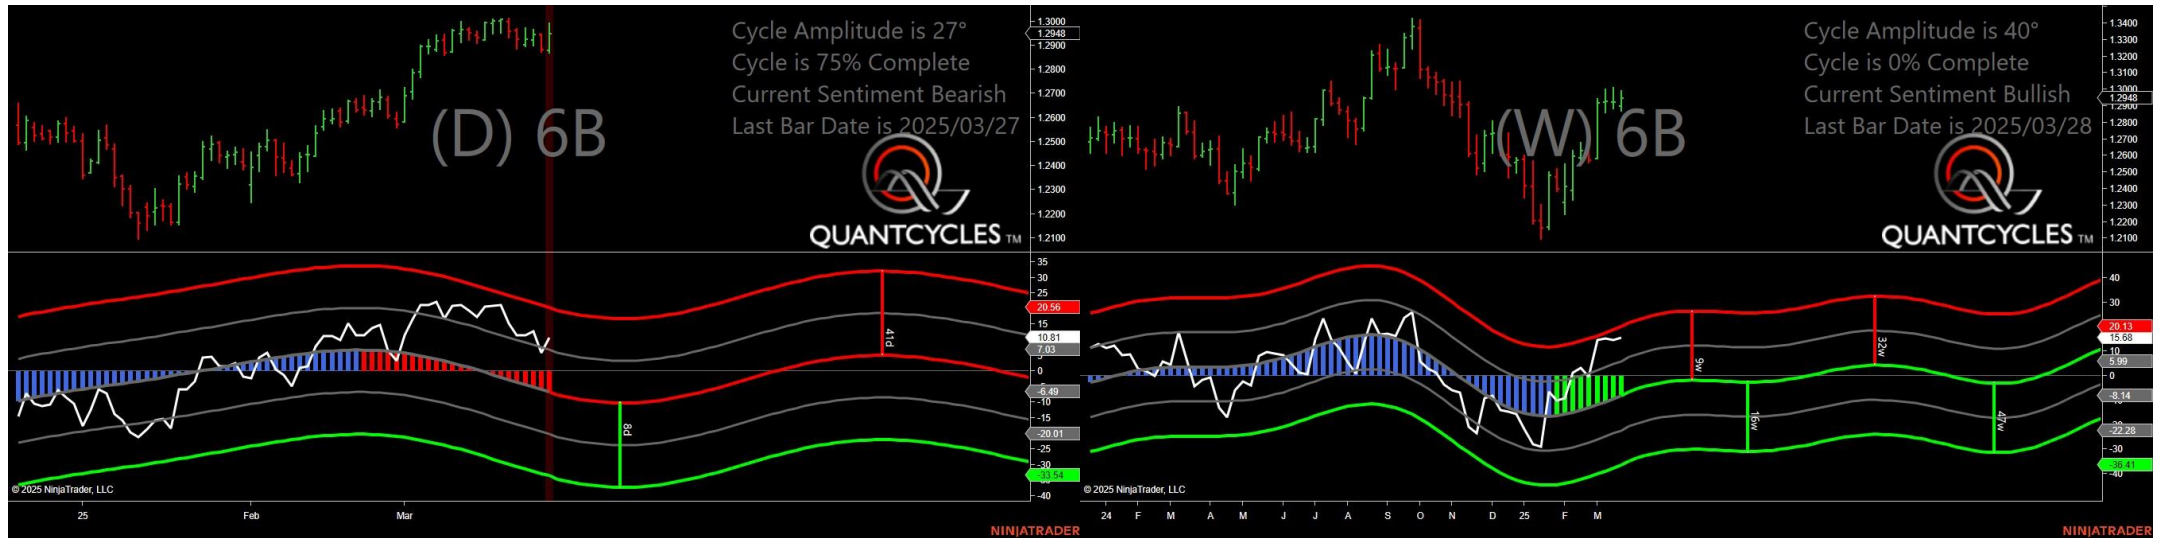 Cycle Amplitude is 27°
Cycle is 75% Complete
Current Sentiment Bearish
Last Bar Date is 2025/03/27
(D) 6B
QUANTCYCLES TM
1.3000
1.2948
1.2900
1.2800
1.2700
1.2600
1.2500
1.2400
1.2300
1.2200
1.2100
35
30
25
20.56
15
10.81
7.03
0
-6.49
-10
-15
-20.01
-25
-30
-33.54
-40
41d
8d
© 2025 NinjaTrader, LLC
25 Feb Mar
NINJATRADER
Cycle Amplitude is 40°
Cycle is 0% Complete
Current Sentiment Bullish
Last Bar Date is 2025/03/28
(W) 6B
QUANTCYCLES TM
1.3400
1.3300
1.3200
1.3100
1.3000
1.2948
1.2800
1.2700
1.2600
1.2500
1.2400
1.2300
1.2200
1.2100
40
30
20.13
15.68
10
5.99
0
-8.14
-22.28
-30
-36.41
-40
9w
16w
32w
47w
© 2025 NinjaTrader, LLC
24 F M A M J J A S O N D 25 F M
NINJATRADER